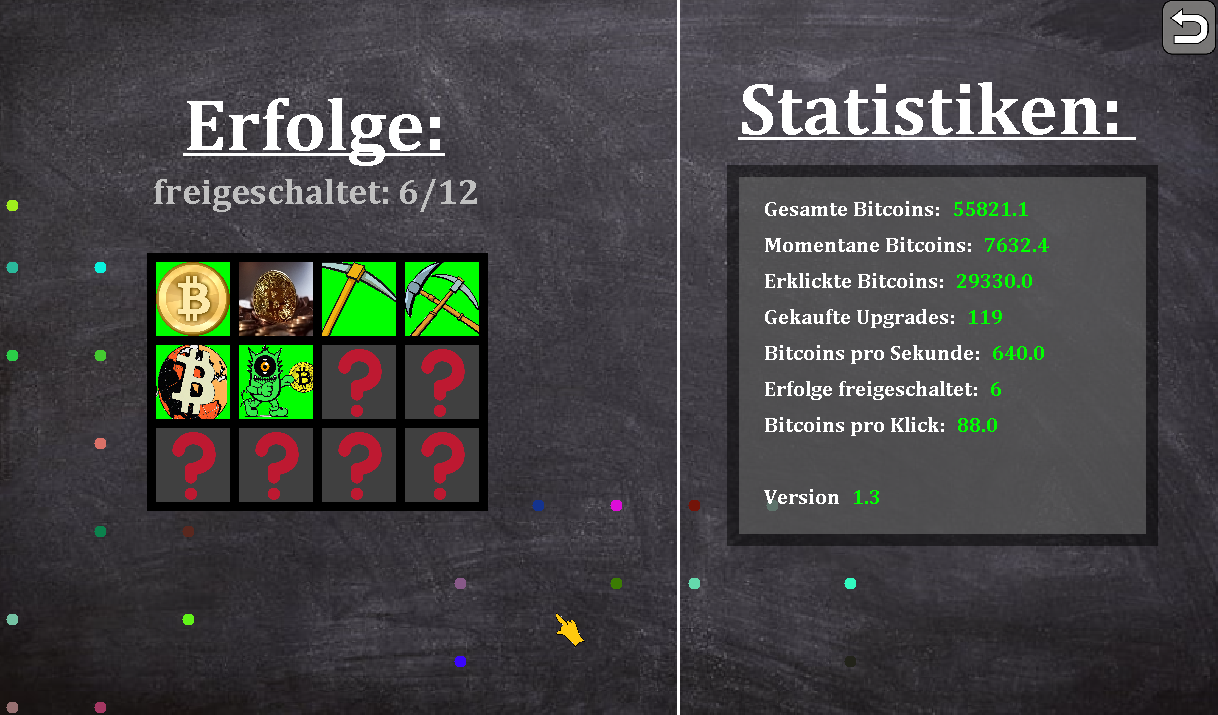 Erfolge:
freigeschaltet: 6/12
Statistiken:
Gesamte Bitcoins: 55821.1
Momentane Bitcoins: 7632.4
Erklickte Bitcoins: 29330.0
Gekaufte Upgrades: 119
Bitcoins pro Sekunde: 640.0
Erfolge freigeschaltet: 6
Bitcoins pro Klick: 88.0
Version 1.3